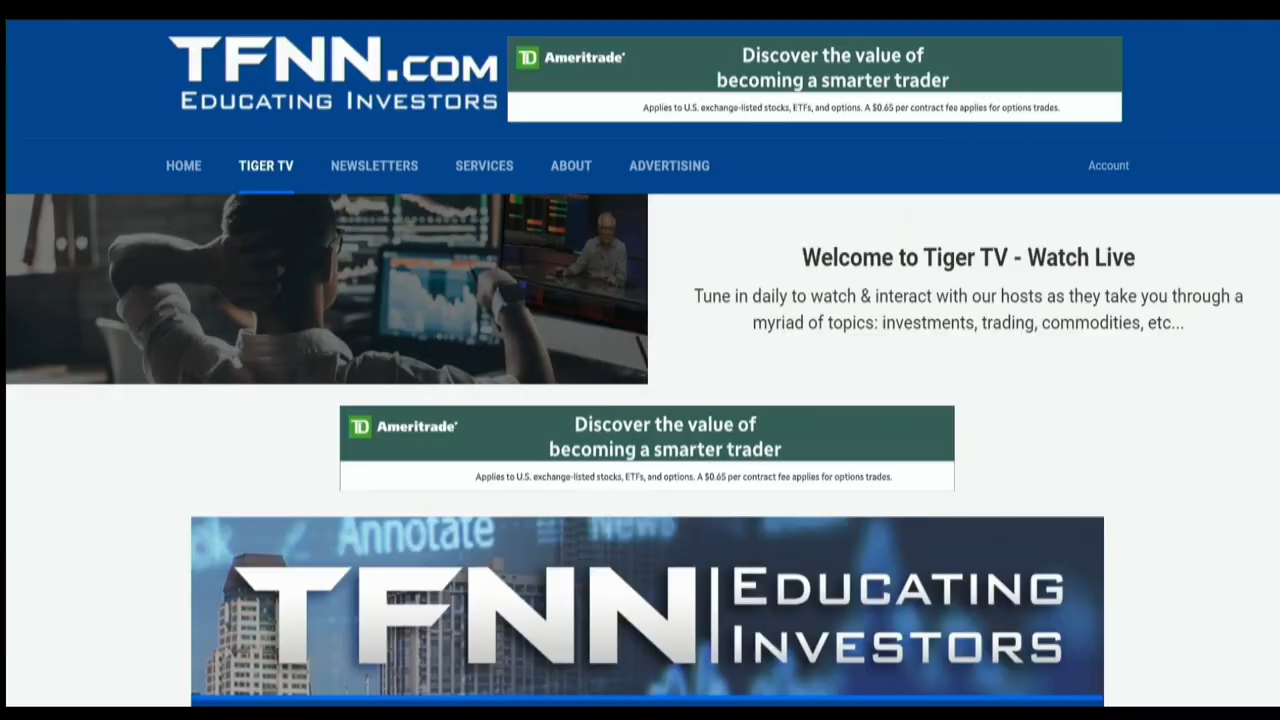 TFNN.COM
EDUCATING INVESTORS
TD Ameritrade
Discover the value of
becoming a smarter trader
Applies to U.S. exchange-listed stocks, ETFs, and options. A $0.65 per contract fee applies for options trades.
HOME TIGER TV NEWSLETTERS SERVICES ABOUT ADVERTISING Account
Welcome to Tiger TV - Watch Live
Tune in daily to watch & interact with our hosts as they take you through a
myriad of topics: investments, trading, commodities, etc...
TD Ameritrade
Discover the value of
becoming a smarter trader
Applies to U.S. exchange-listed stocks, ETFs, and options. A $0.65 per contract fee applies for options trades.
Annotate News
TFNN
EDUCATING
INVESTORS